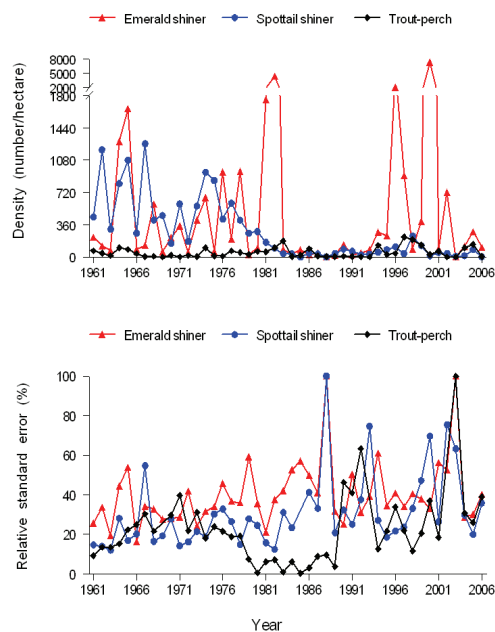 Emerald shiner Spottail shiner Trout-perch
8000
5000
2000
1800
1440
1080
720
360
0
Density (number/hectare)
1961 1966 1971 1976 1981 1986 1991 1996 2001 2006
Emerald shiner Spottail shiner Trout-perch
100
80
60
40
20
0
Relative standard error (%)
1961 1966 1971 1976 1981 1986 1991 1996 2001 2006
Year